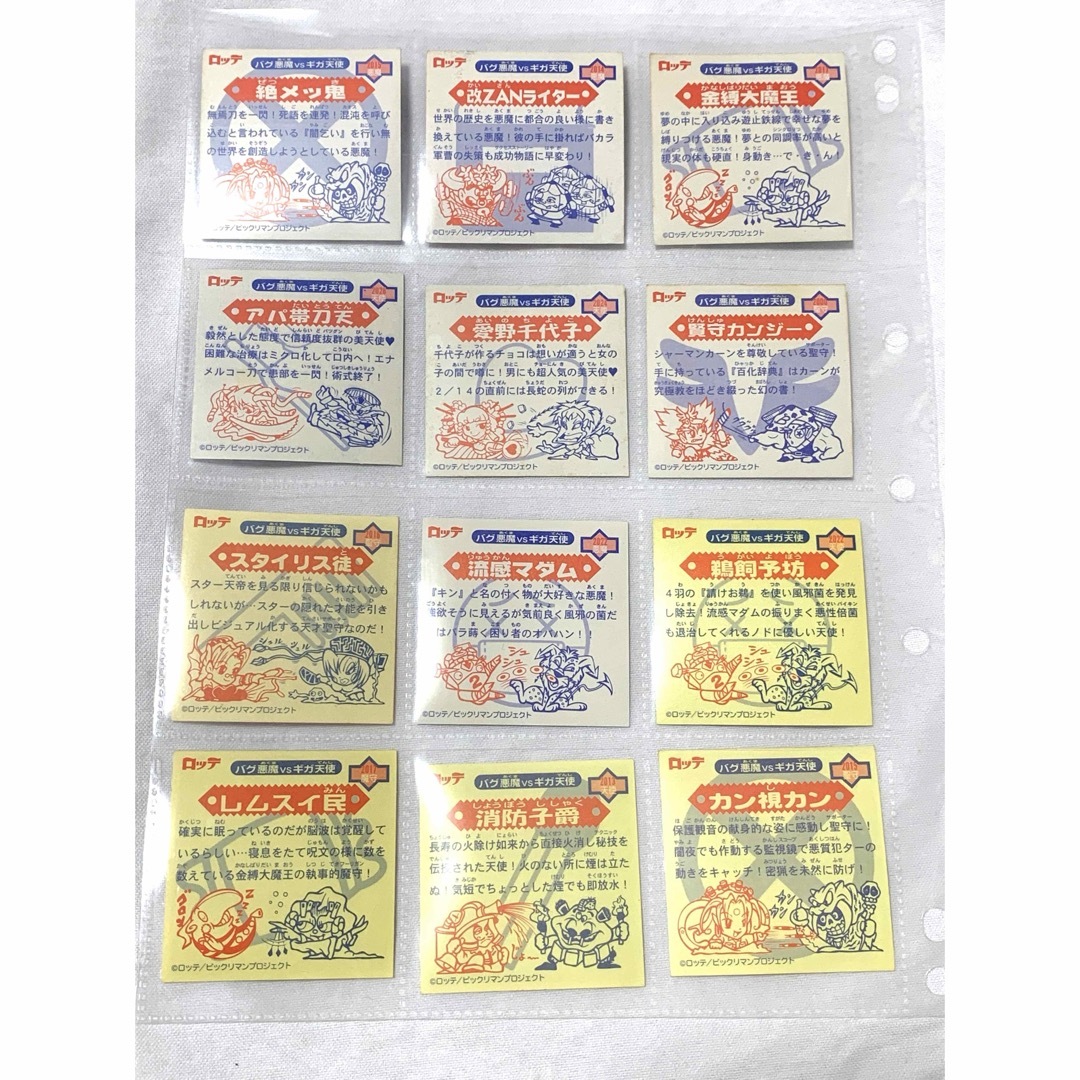 ロッテ
バグ悪魔vsギガ天使
絶メッ鬼
無焉刀を一閃！死語を連発！混沌を呼び
込むと言われている『闇乞い』を行い無
の世界を創造しようとしている悪魔！
ロッテ/ビックリマンプロジェクト
ロッテ
バグ悪魔vsギガ天使
改ZANライター
世界の歴史を悪魔に都合の良い様に書き
換えている悪魔！彼の手に掛ればバカラ
軍曹の失策も成功物語に早変わり！
©ロッテ/ビックリマンプロジェクト
ロッテ
バグ悪魔vsギガ天使
金縛大魔王
夢の中に入り込み遊止鉄線で幸せな夢を
縛りつける悪魔！夢との同調率が高いと
現実の体も硬直！身動き…で・き・ん！
©ロッテ/ビックリマンプロジェクト
ロッテ
バグ悪魔vsギガ天使
2020
天使
アバ帯刀天
毅然とした態度で信頼度抜群の美天使♥
困難な治療はミクロ化して口内へ！エナ
メルコー刀で患部を一閃！術式終了！
©ロッテ/ビックリマンプロジェクト
ロッテ
バグ悪魔vsギガ天使
2024
天使
愛野千代子
千代子が作るチョコは想いが適うと女の
子の間で噂に！男にも超人気の美天使♥
2/14の直前には長蛇の列ができる！
©ロッテ/ビックリマンプロジェクト
ロッテ
バグ悪魔vsギガ天使
賢守カンジー
シャーマンカーンを尊敬している聖守！
手に持っている『百化辞典』はカーンが
究極教をほどき綴った幻の書！
©ロッテ/ビックリマンプロジェクト
ロッテ
バグ悪魔vsギガ天使
スタイリス徒
スター天帝を見る限り信じられないかも
しれないが‥スターの隠れた才能を引き
出しビジュアル化する天才聖守なのだ！
©ロッテ/ビックリマンプロジェクト
バグ悪魔vsギガ天使
2022
流感マダム
『キン』と名の付く物が大好きな悪魔！
欲そうに見えるが気前良く風邪の菌だ
はバラ蒔く困り者のオバハン！！
©ロッテ/ビックリマンプロジェクト
バグ悪魔vsギガ天使
2022
鵜飼予坊
4羽の『請けお鵜』を使い風邪菌を発見
し除去！流感マダムの振りまく悪性倍菌
も退治してくれるノドに優しい天使！
©ロッテ/ビックリマンプロジェクト
ロッテ
バグ悪魔vsギガ天使
2017
レムスイ民
確実に眠っているのだが脳液は覚醒して
いるらしい…寝息をたて呪文の様に数を
数えている金縛大魔王の執事的魔守！
©ロッテ/ビックリマンプロジェクト
ロッテ
バグ悪魔vsギガ天使
2013
天使
消防子爵
長寿の火除け如来から直接火消し秘技を
伝授された天使！火のない所に煙は立た
ぬ！気短でちょっとした煙でも即放水！
©ロッテ/ビックリマンプロジェクト
ロッテ
バグ悪魔vsギガ天使
カン視カン
保護観音の献身的な姿に感動し聖守に！
闇夜でも作動する監視鏡で悪質犯ターの
動きをキャッチ！密猟を未然に防げ！
©ロッテ/ビックリマンプロジェクト